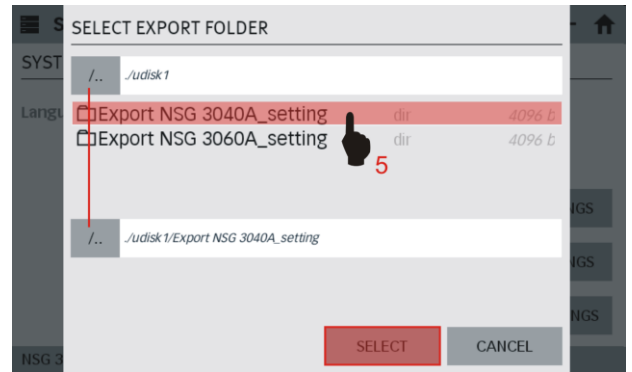 S
SELECT EXPORT FOLDER
SYST
/.. ./udisk1
Langu
Export NSG 3040A_setting dir 4096 b
Export NSG 3060A_setting dir 4096 b
5
NGS
/.. ./udisk1/Export NSG 3040A_setting
NGS
NGS
SELECT CANCEL
NSG 3